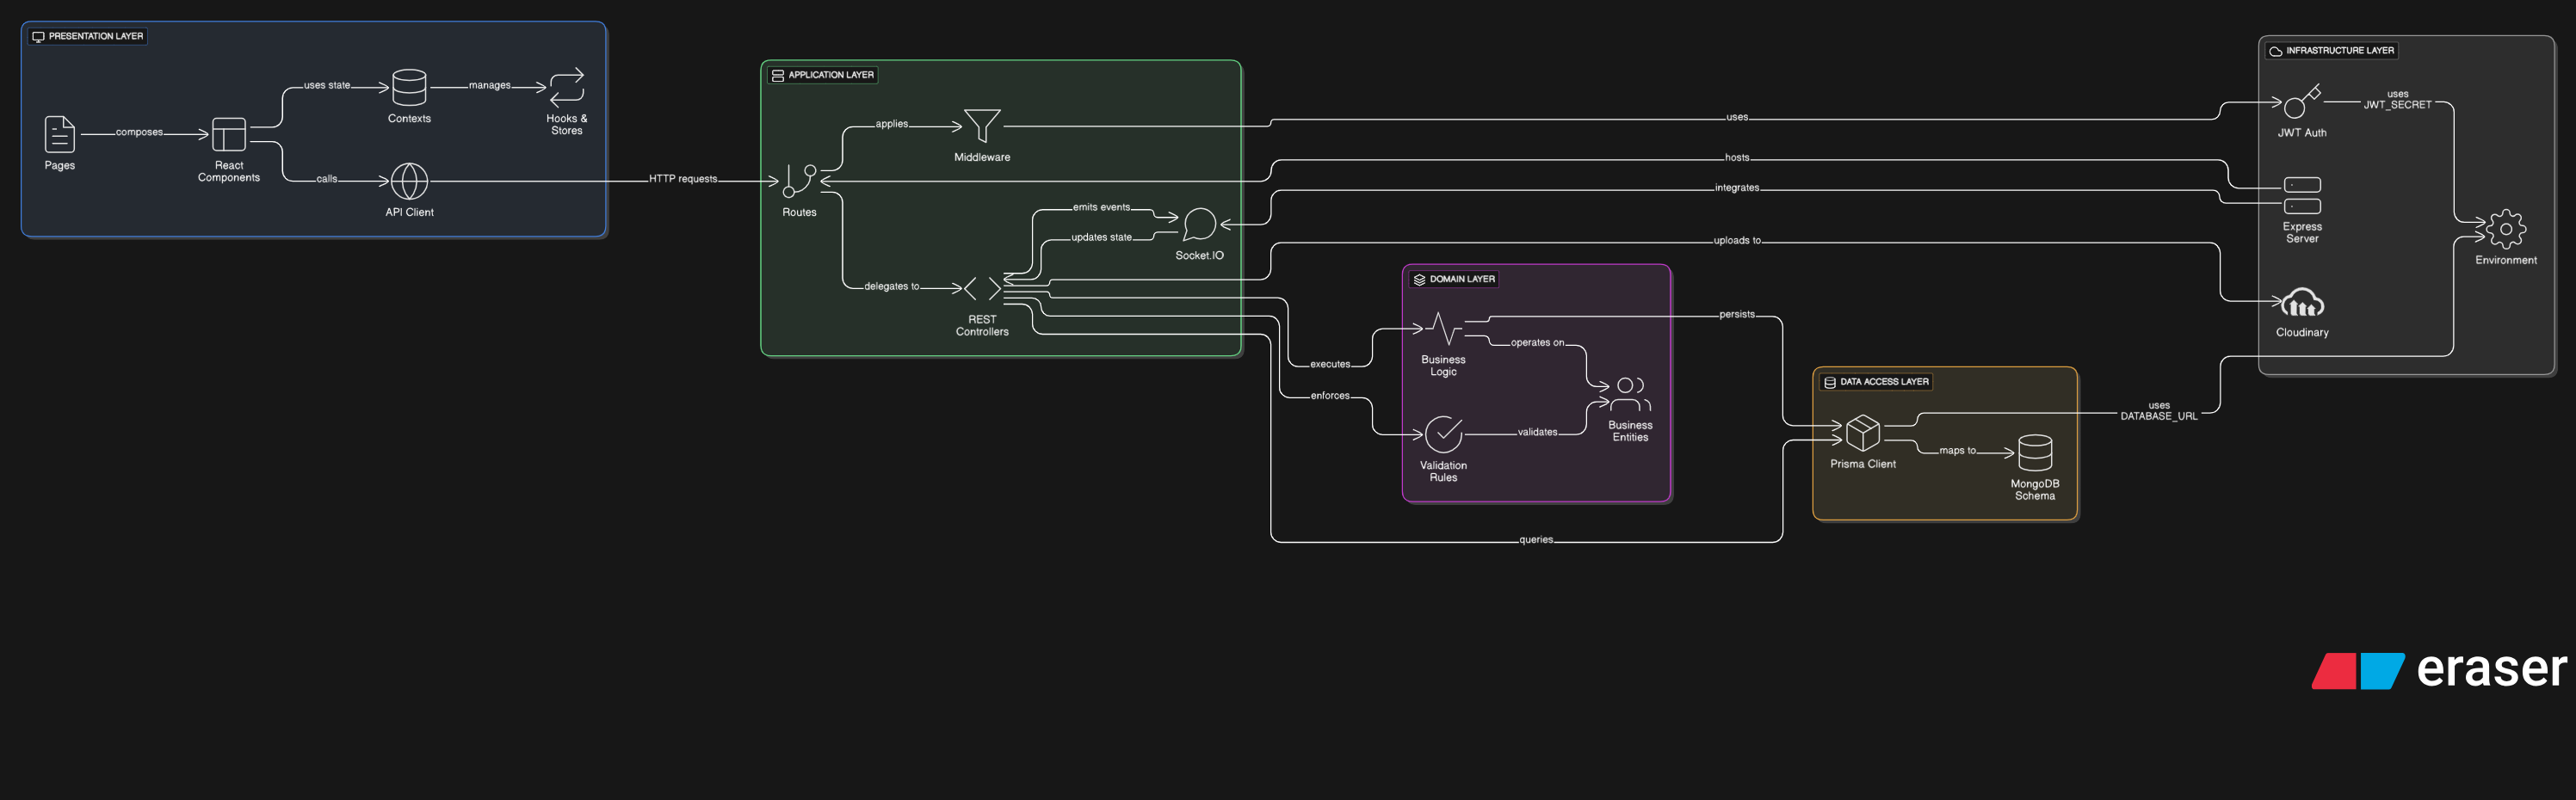 PRESENTATION LAYER
Pages
composes
React
Components
uses state
Contexts
manages
Hooks &
Stores
calls
API Client
HTTP requests
APPLICATION LAYER
Routes
applies
Middleware
delegates to
REST
Controllers
emits events
updates state
Socket.IO
uses
hosts
integrates
uploads to
executes
enforces
queries
DOMAIN LAYER
Business
Logic
operates on
Validation
Rules
validates
Business
Entities
persists
DATA ACCESS LAYER
Prisma Client
maps to
MongoDB
Schema
uses
DATABASE_URL
INFRASTRUCTURE LAYER
JWT Auth
uses
JWT_SECRET
Express
Server
Cloudinary
Environment
eraser